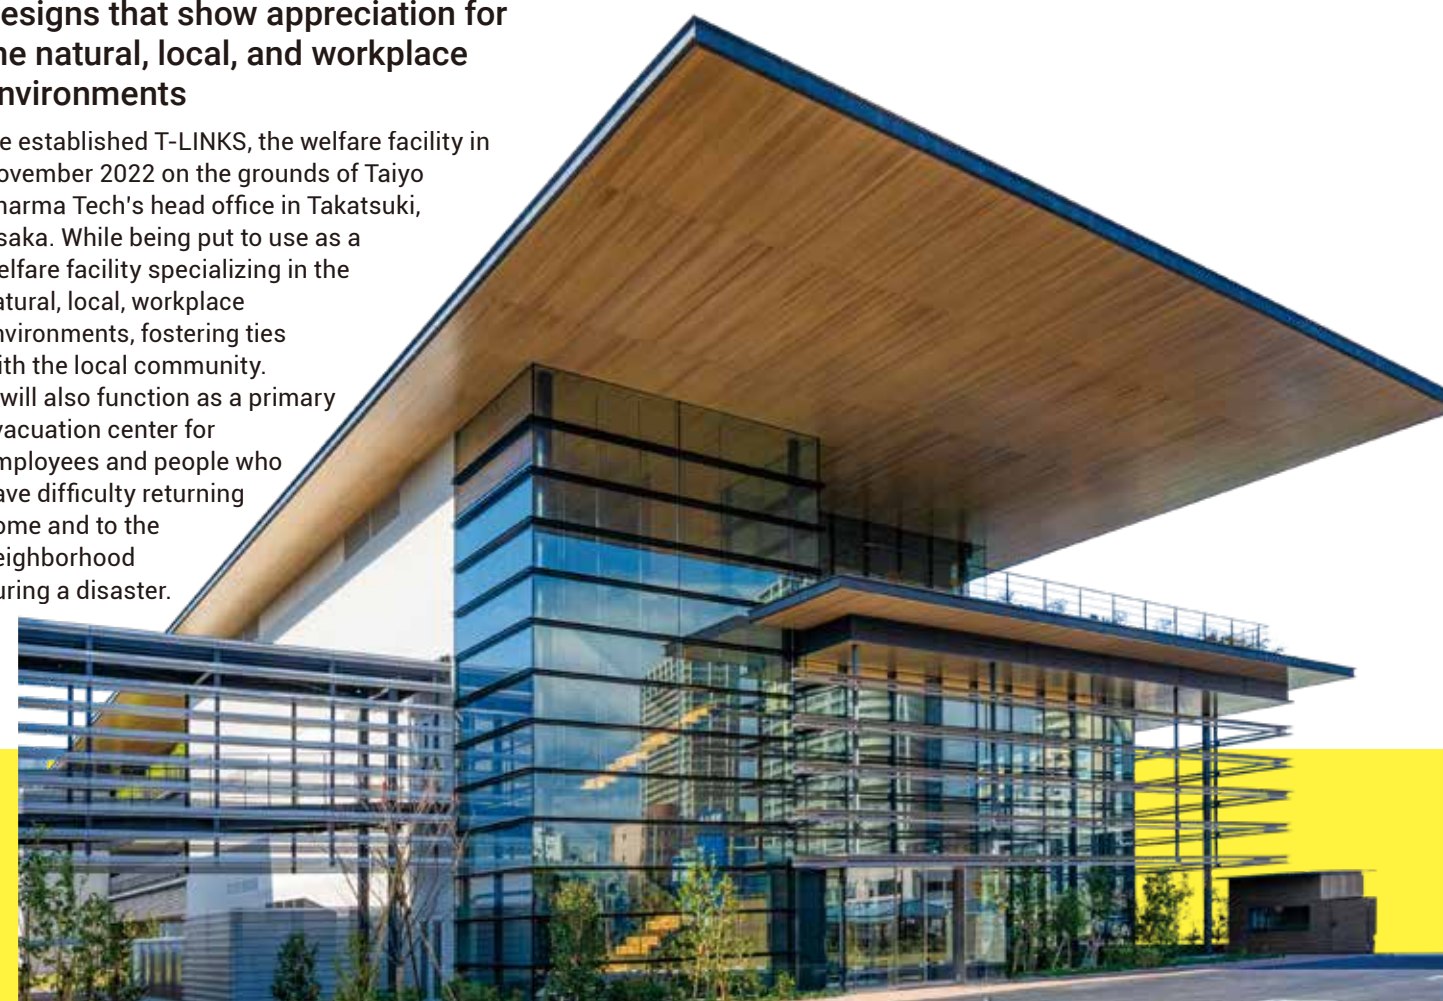 esigns that show appreciation for
e natural, local, and workplace
nvironments
e established T-LINKS, the welfare facility in
ovember 2022 on the grounds of Taiyo
harma Tech's head office in Takatsuki,
saka. While being put to use as a
elfare facility specializing in the
atural, local, workplace
nvironments, fostering ties
ith the local community.
will also function as a primary
vacuation center for
mployees and people who
ave difficulty returning
ome and to the
eighborhood
uring a disaster.